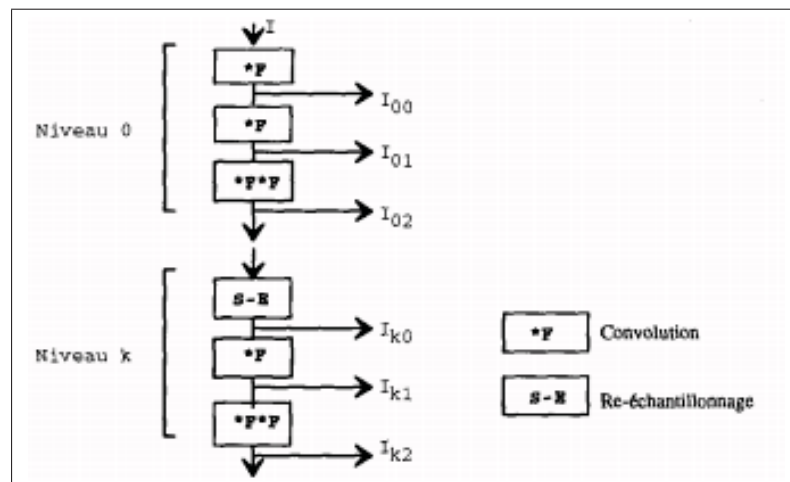 I
*F
I00
Niveau 0
*F
I01
*F*F
I02
S-E
Ik0
*F
Convolution
Niveau k
*F
Ik1
S-E
Re-échantillonnage
*F*F
Ik2